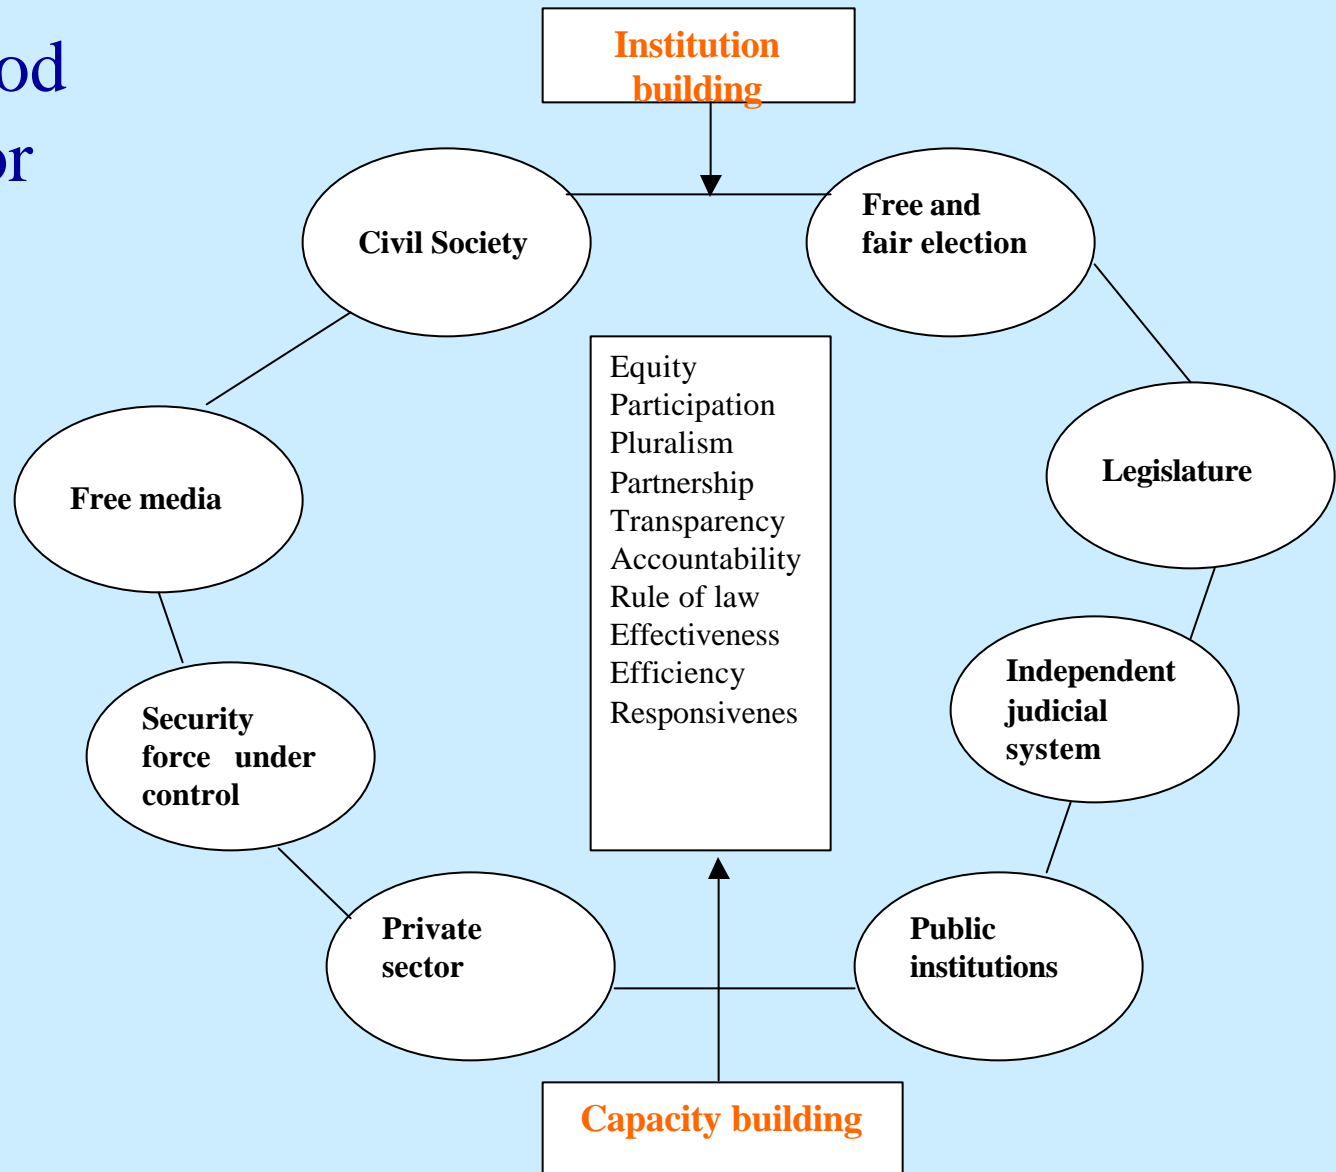 od
or
Institution
building
Civil Society
Free and
fair election
Equity
Participation
Pluralism
Partnership
Transparency
Accountability
Rule of law
Effectiveness
Efficiency
Responsivenes
Free media
Legislature
Security
force under
control
Independent
judicial
system
Private
sector
Public
institutions
Capacity building